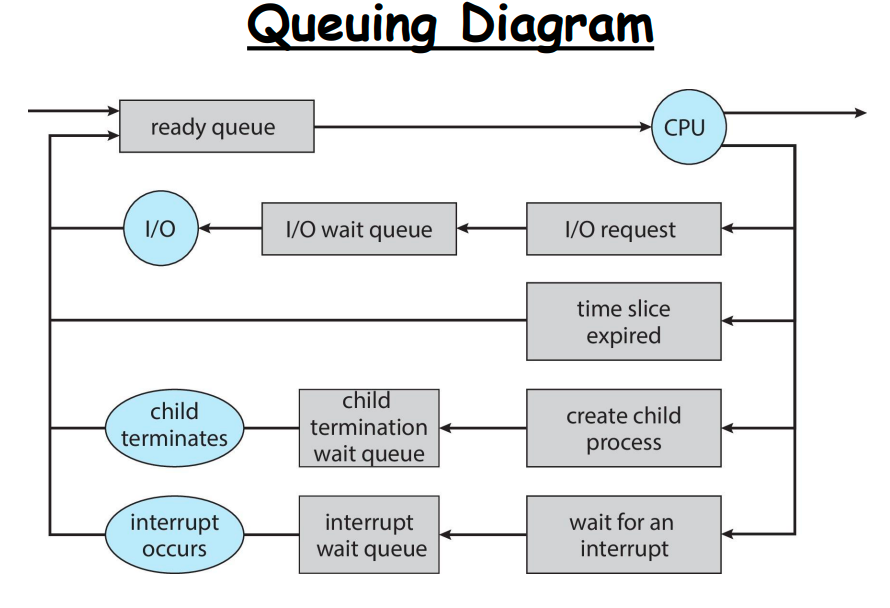 Queuing Diagram
ready queue
CPU
I/O
I/O wait queue
I/O request
time slice
expired
child
terminates
child
termination
wait queue
create child
process
interrupt
occurs
interrupt
wait queue
wait for an
interrupt